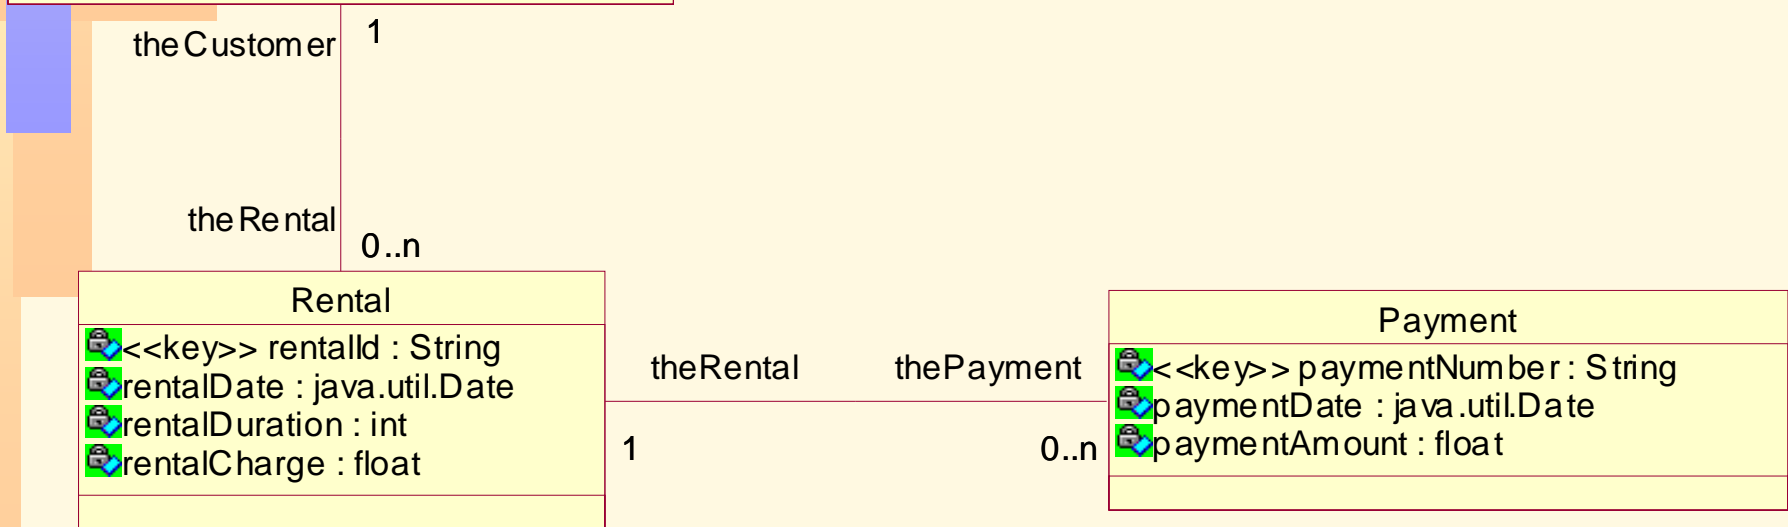 theCustomer
1
theRental
0..n
Rental
<<key>> rentalId : String
rentalDate : java.util.Date
rentalDuration : int
rentalCharge : float
theRental
thePayment
1
0..n
Payment
<<key>> paymentNumber : String
paymentDate : java.util.Date
paymentAmount : float